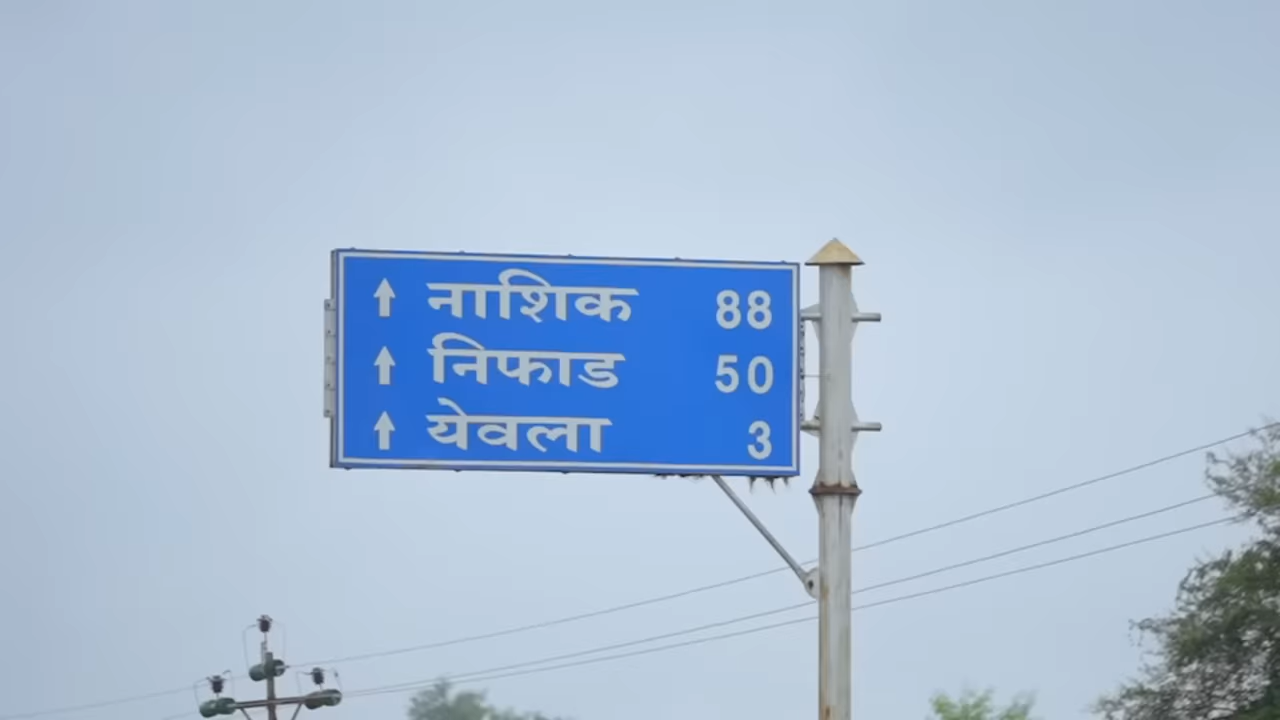 ↑ नाशिक 88
↑ निफाड 50
↑ येवला 3